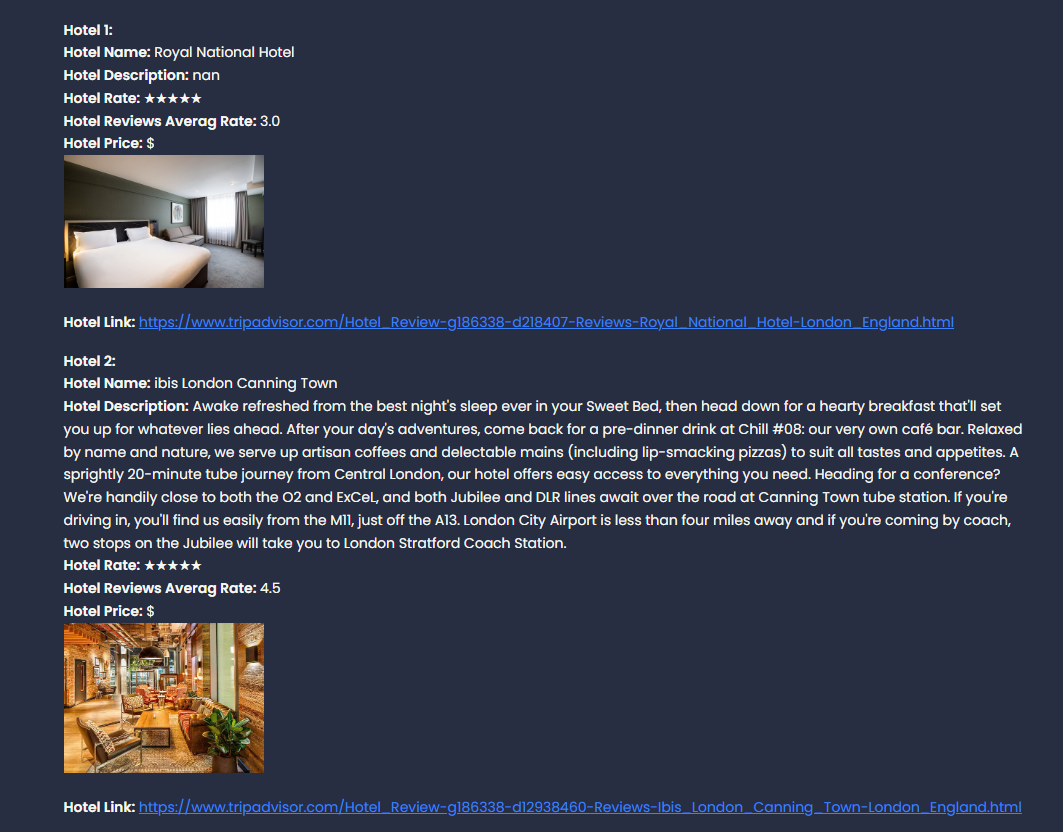 Hotel 1:
Hotel Name: Royal National Hotel
Hotel Description: nan
Hotel Rate: ★★★★★
Hotel Reviews Averag Rate: 3.0
Hotel Price: $
Hotel Link: https://www.tripadvisor.com/Hotel_Review-g186338-d218407-Reviews-Royal_National_Hotel-London_England.html
Hotel 2:
Hotel Name: ibis London Canning Town
Hotel Description: Awake refreshed from the best night's sleep ever in your Sweet Bed, then head down for a hearty breakfast that'll set
you up for whatever lies ahead. After your day's adventures, come back for a pre-dinner drink at Chill #08: our very own café bar. Relaxed
by name and nature, we serve up artisan coffees and delectable mains (including lip-smacking pizzas) to suit all tastes and appetites. A
sprightly 20-minute tube journey from Central London, our hotel offers easy access to everything you need. Heading for a conference?
We're handily close to both the O2 and ExCeL, and both Jubilee and DLR lines await over the road at Canning Town tube station. If you're
driving in, you'll find us easily from the M11, just off the A13. London City Airport is less than four miles away and if you're coming by coach,
two stops on the Jubilee will take you to London Stratford Coach Station.
Hotel Rate: ★★★★★
Hotel Reviews Averag Rate: 4.5
Hotel Price: $
Hotel Link: https://www.tripadvisor.com/Hotel_Review-g186338-d12938460-Reviews-Ibis_London_Canning_Town-London_England.html